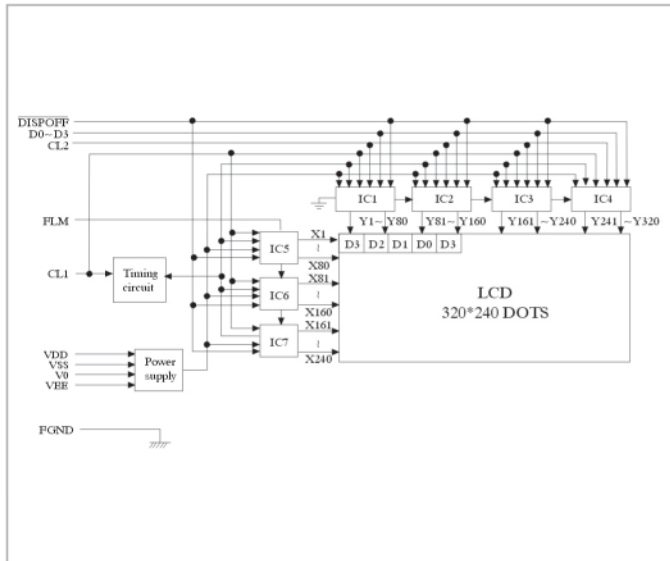 DISPOFF
D0~D3
CL2
IC1 IC2 IC3 IC4
FLM
Y1~ Y80 Y81~ Y160 Y161 ~Y240 Y241 ~Y320
X1
~
IC5
X80
D3 D2 D1 D0 D3
CL1
Timing
circuit
X81
~
IC6
X160
LCD
320*240 DOTS
X161
~
IC7
X240
VDD
VSS
V0
VEE
Power
supply
FGND